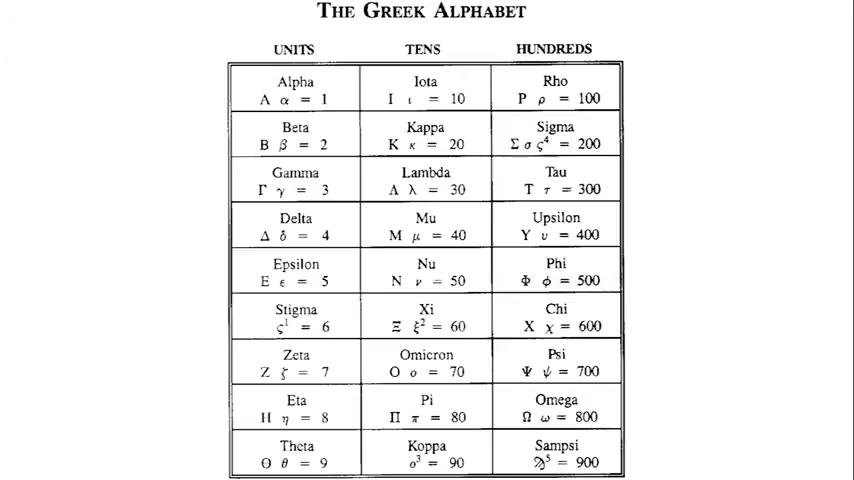 THE GREEK ALPHABET
UNITS TENS HUNDREDS
Alpha Iota Rho
Α α = 1 Ι ι = 10 Ρ ρ = 100
Beta Kappa Sigma
Β β = 2 Κ κ = 20 Σ σ ς⁴ = 200
Gamma Lambda Tau
Γ γ = 3 Λ λ = 30 Τ τ = 300
Delta Mu Upsilon
Δ δ = 4 Μ μ = 40 Υ υ = 400
Epsilon Nu Phi
Ε ϵ = 5 Ν ν = 50 Φ ϕ = 500
Stigma Xi Chi
ς¹ = 6 Ξ ξ² = 60 Χ χ = 600
Zeta Omicron Psi
Ζ ζ = 7 Ο ο = 70 Ψ ψ = 700
Eta Pi Omega
Η η = 8 Π π = 80 Ω ω = 800
Theta Koppa Sampsi
Θ θ = 9 ο³ = 90 ϡ⁵ = 900